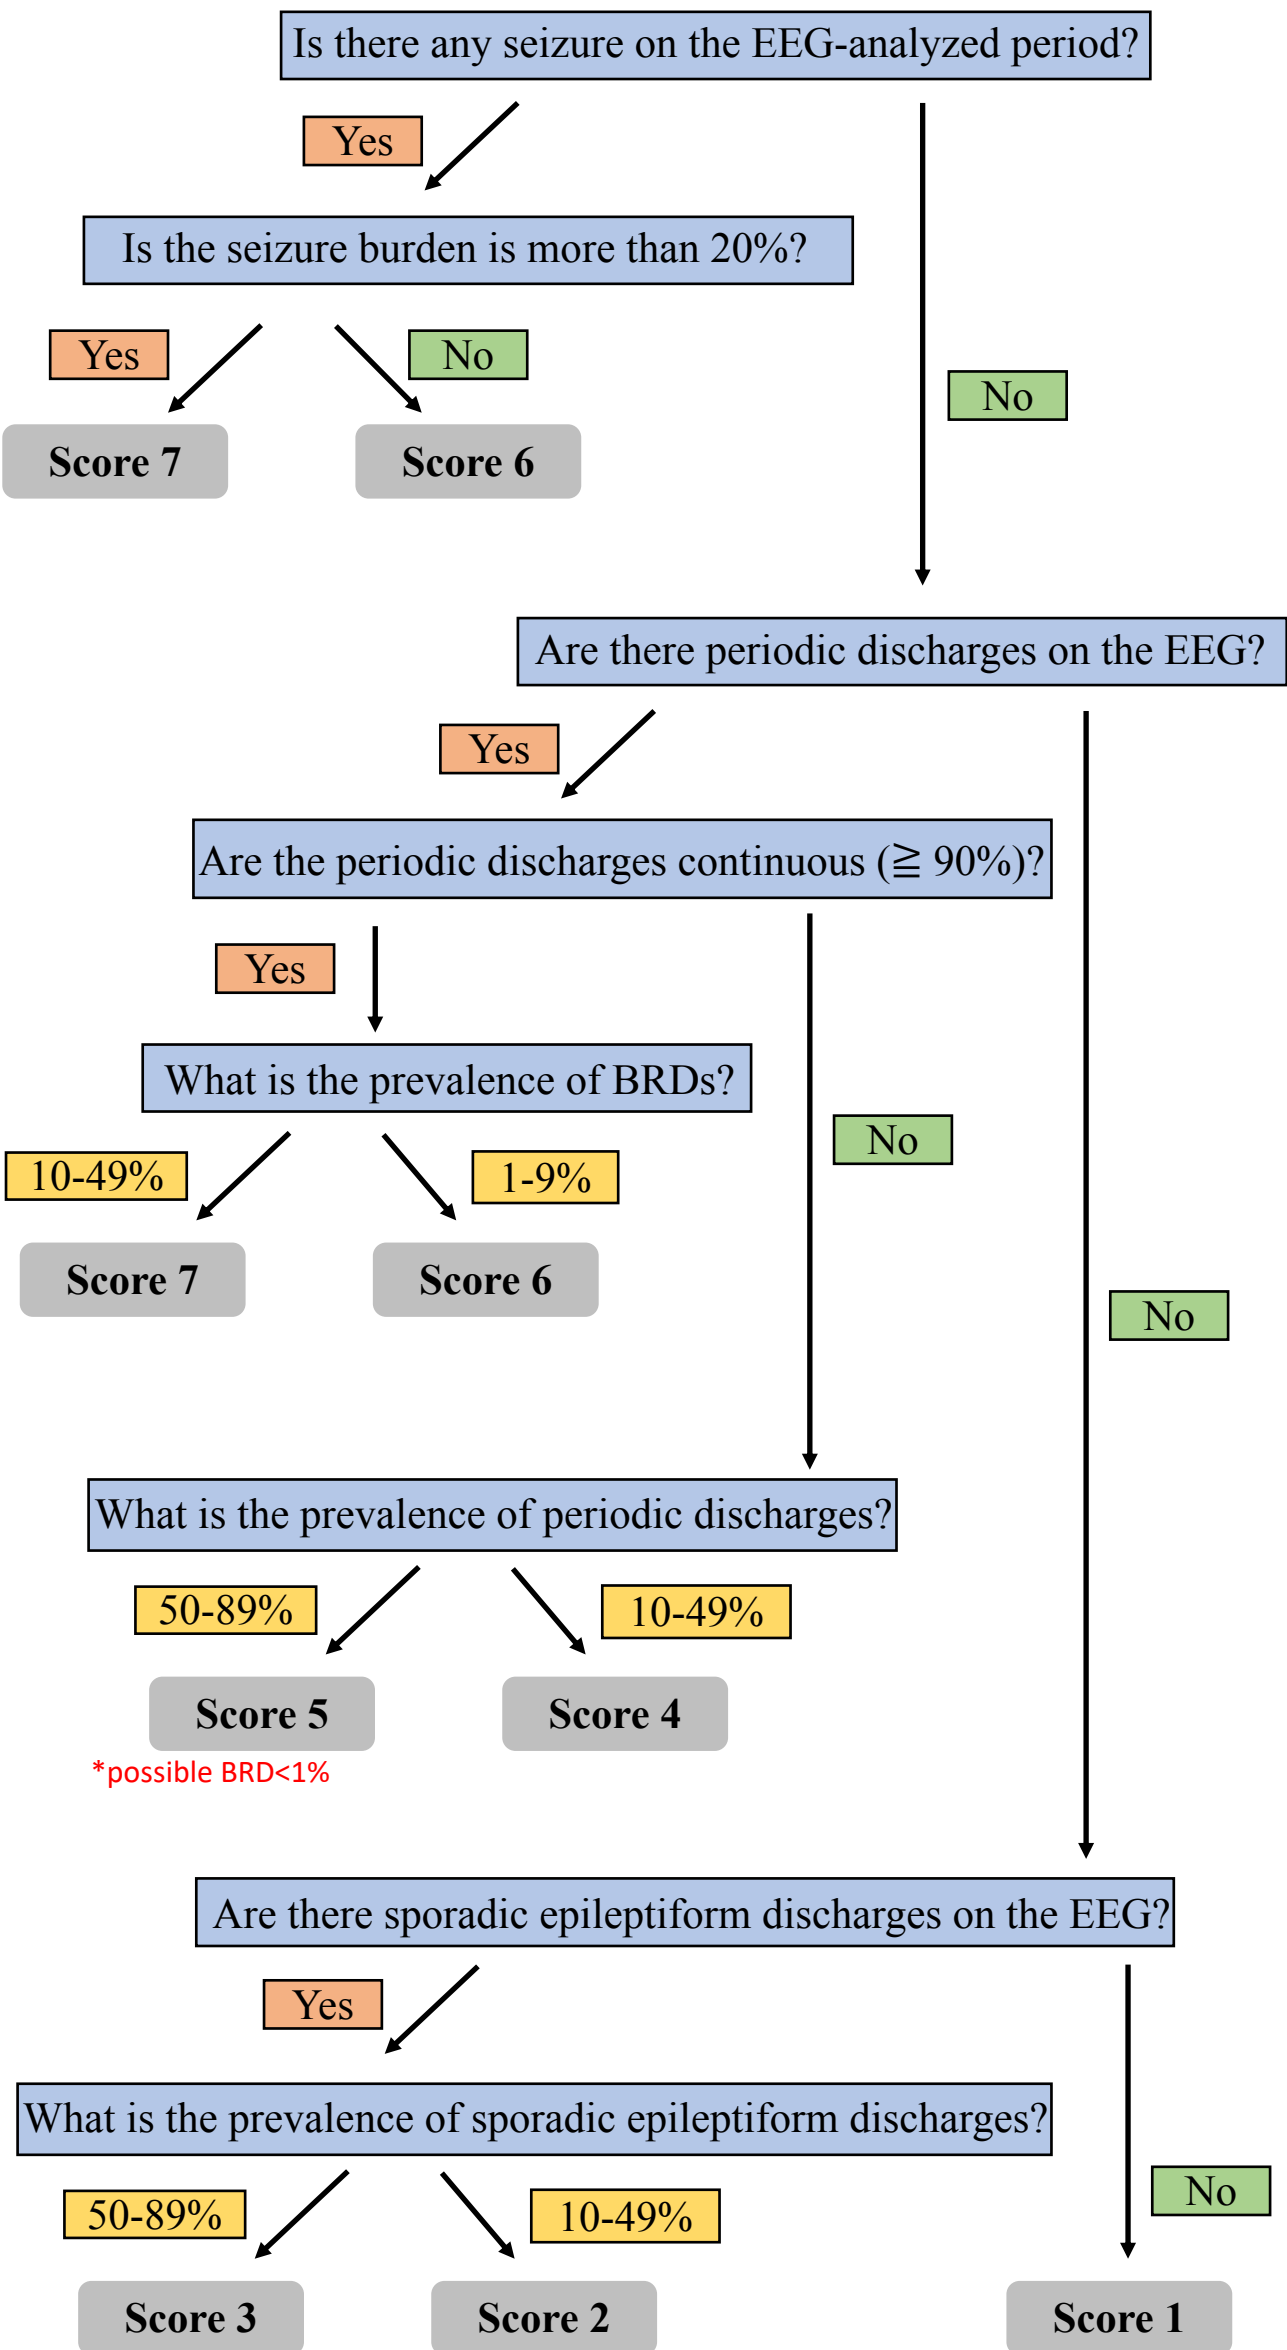 Is there any seizure on the EEG-analyzed period?
Yes
Is the seizure burden is more than 20%?
Yes
No
No
Score 7
Score 6
Are there periodic discharges on the EEG?
Yes
Are the periodic discharges continuous (≧ 90%)?
Yes
What is the prevalence of BRDs?
No
10-49%
1-9%
Score 7
Score 6
No
What is the prevalence of periodic discharges?
50-89%
10-49%
Score 5
Score 4
*possible BRD<1%
Are there sporadic epileptiform discharges on the EEG?
Yes
What is the prevalence of sporadic epileptiform discharges?
50-89%
10-49%
No
Score 3
Score 2
Score 1